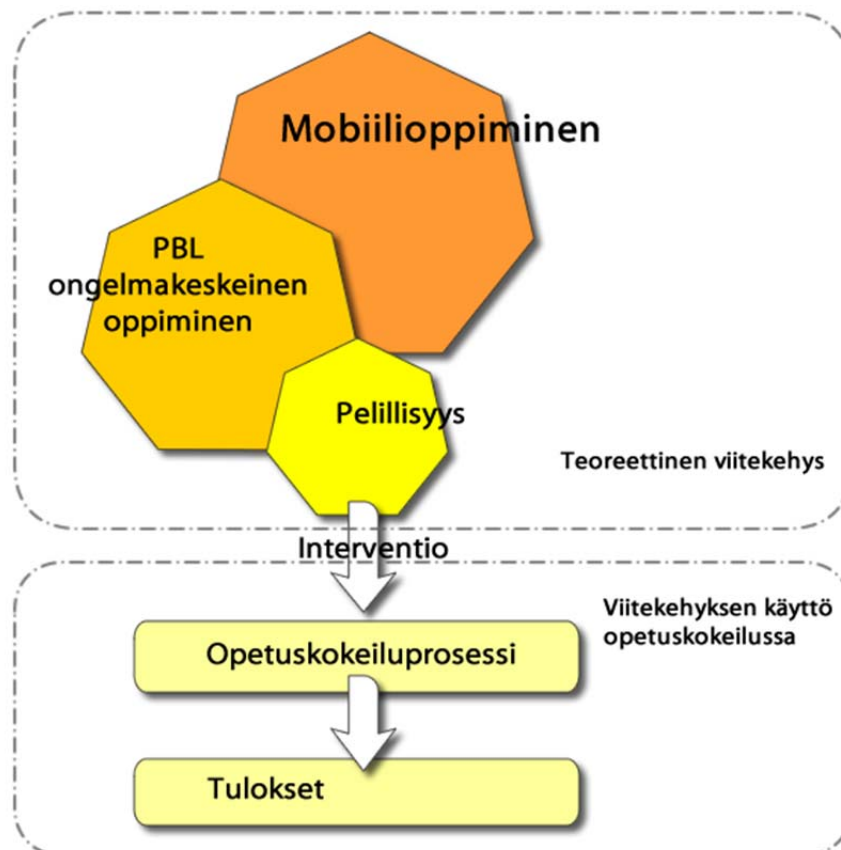 Mobiilioppiminen
PBL
ongelmakeskeinen
oppiminen
Pelillisyys
Teoreettinen viitekehys
Interventio
Viitekehyksen käyttö
opetuskokeilussa
Opetuskokeiluprosessi
Tulokset